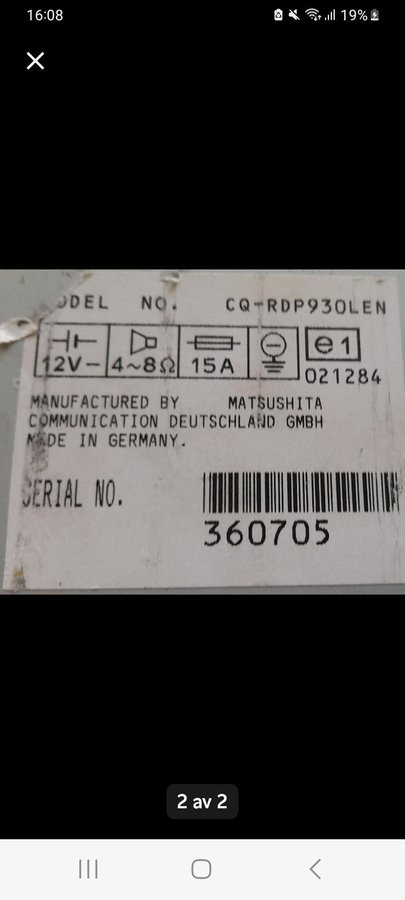 16:08
19%
ODEL NO. CQ-RDP930LEN
12V- 4~8Ω 15A e1
021284
MANUFACTURED BY MATSUSHITA
COMMUNICATION DEUTSCHLAND GMBH
MADE IN GERMANY.
SERIAL NO.
360705
2 av 2